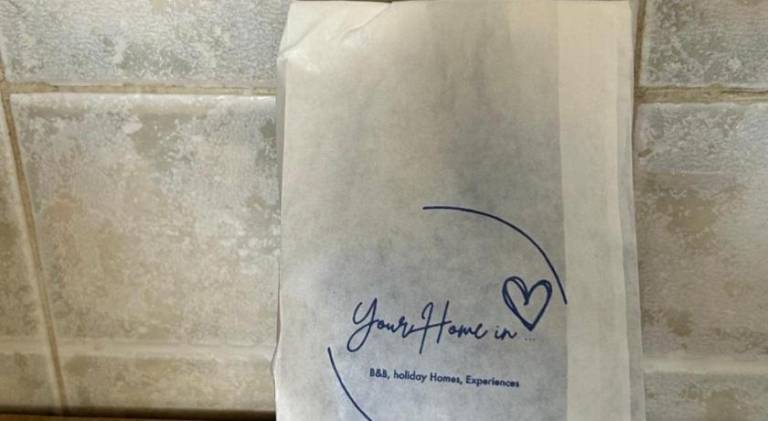 Your Home in ...
B&B, holiday Homes, Experiences